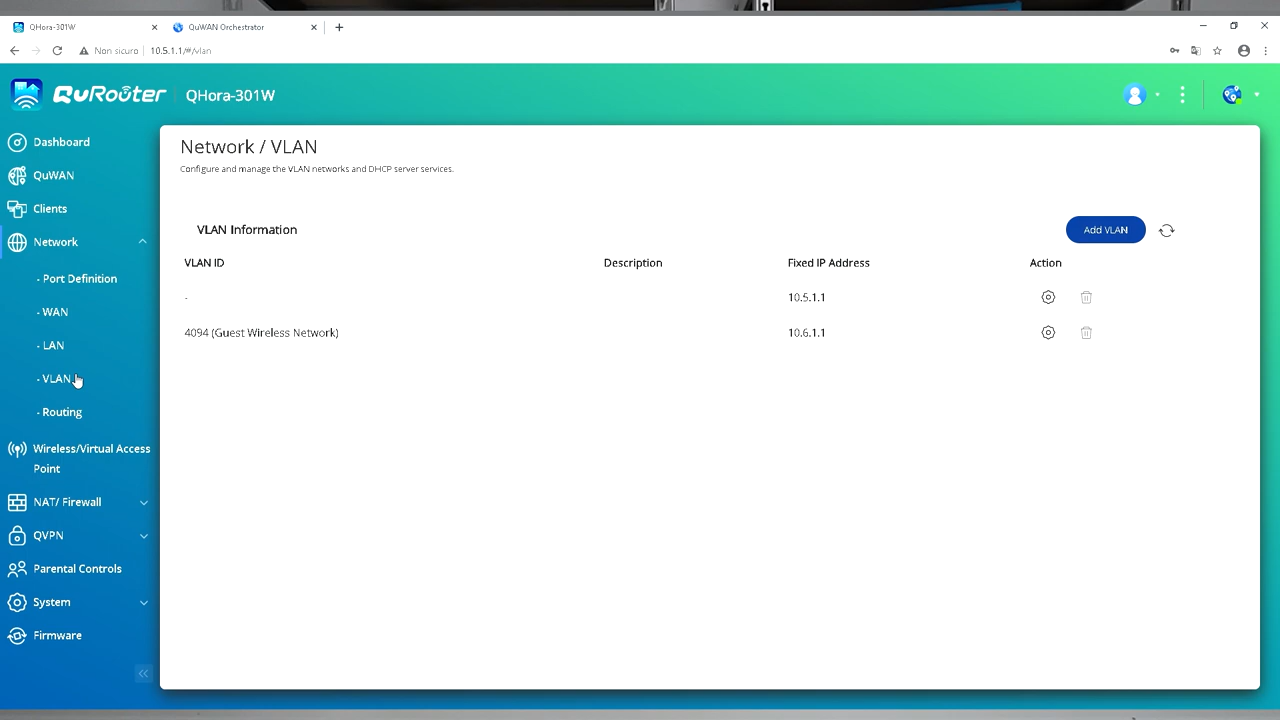 QHora-301W
QuWAN Orchestrator
Non sicuro
10.5.1.1/#/vlan
QuRouter
QHora-301W
Dashboard
QuWAN
Clients
Network
- Port Definition
- WAN
- LAN
- VLAN
- Routing
Wireless/Virtual Access
Point
NAT/ Firewall
QVPN
Parental Controls
System
Firmware
Network / VLAN
Configure and manage the VLAN networks and DHCP server services.
VLAN Information
Add VLAN
VLAN ID Description Fixed IP Address Action
- 10.5.1.1
4094 (Guest Wireless Network) 10.6.1.1